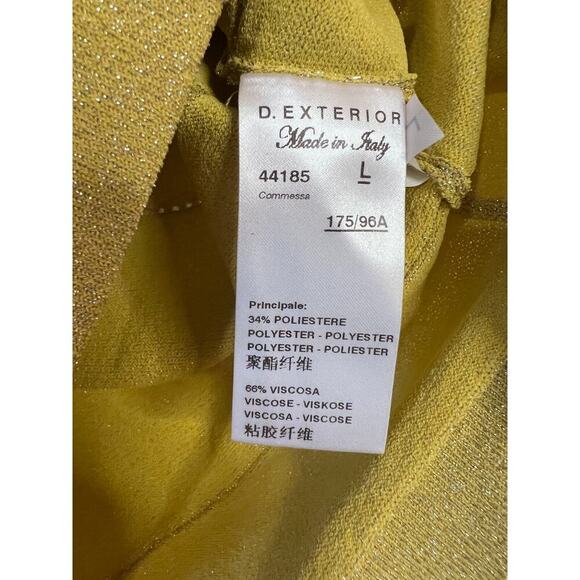 D. EXTERIOR
Made in Italy
44185 L
Commessa
175/96A
Principale:
34% POLIESTERE
POLYESTER - POLYESTER
POLYESTER - POLIESTER
聚酯纤维
66% VISCOSA
VISCOSE - VISKOSE
VISCOSA - VISCOSE
粘胶纤维